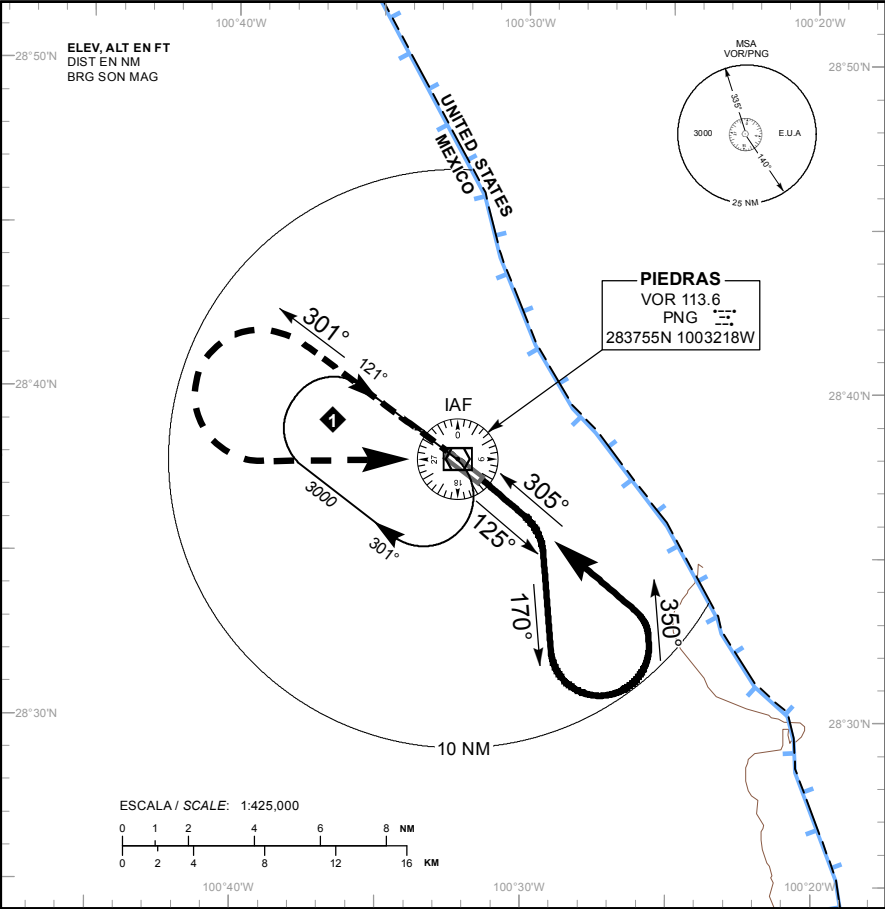 100°40'W
100°30'W
100°20'W
28°50'N
ELEV, ALT EN FT
DIST EN NM
BRG SON MAG
MSA
VOR/PNG
28°50'N
335°
3000
E.U.A
140°
25 NM
UNITED STATES
MEXICO
PIEDRAS
VOR 113.6
PNG
283755N 1003218W
301°
121°
28°40'N
28°40'N
1
IAF
0
9
18
27
3000
301°
305°
125°
170°
350°
28°30'N
28°30'N
10 NM
ESCALA / SCALE: 1:425,000
0 1 2 4 6 8 NM
0 2 4 8 12 16 KM
100°40'W
100°30'W
100°20'W